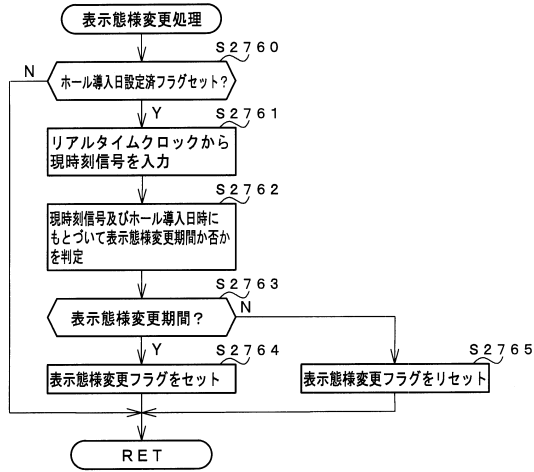 表示態様変更処理
S2760
N
ホール導入日設定済フラグセット?
Y
S2761
リアルタイムクロックから
現時刻信号を入力
S2762
現時刻信号及びホール導入日時に
もとづいて表示態様変更期間か否か
を判定
S2763
表示態様変更期間?
N
Y
S2764
表示態様変更フラグをセット
S2765
表示態様変更フラグをリセット
RET